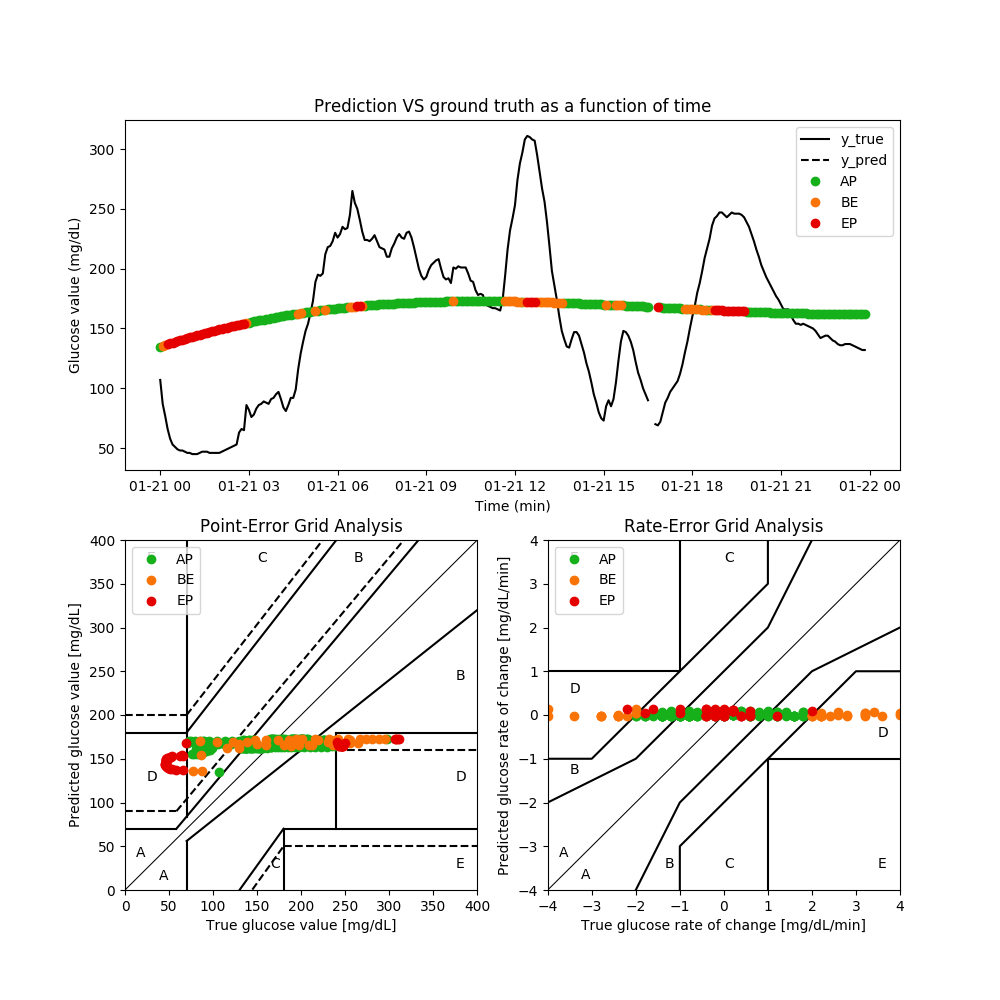 Prediction VS ground truth as a function of time
Glucose value (mg/dL)
300
250
200
150
100
50
y_true
y_pred
AP
BE
EP
01-21 00 01-21 03 01-21 06 01-21 09 01-21 12 01-21 15 01-21 18 01-21 21 01-22 00
Time (min)
Point-Error Grid Analysis
Predicted glucose value [mg/dL]
400
350
300
250
200
150
100
50
0
AP
BE
EP
C
B
B
D
D
A
A
C
E
0 50 100 150 200 250 300 350 400
True glucose value [mg/dL]
Rate-Error Grid Analysis
Predicted glucose rate of change [mg/dL/min]
4
3
2
1
0
−1
−2
−3
−4
AP
BE
EP
C
D
D
B
A
A
B
C
E
−4 −3 −2 −1 0 1 2 3 4
True glucose rate of change [mg/dL/min]